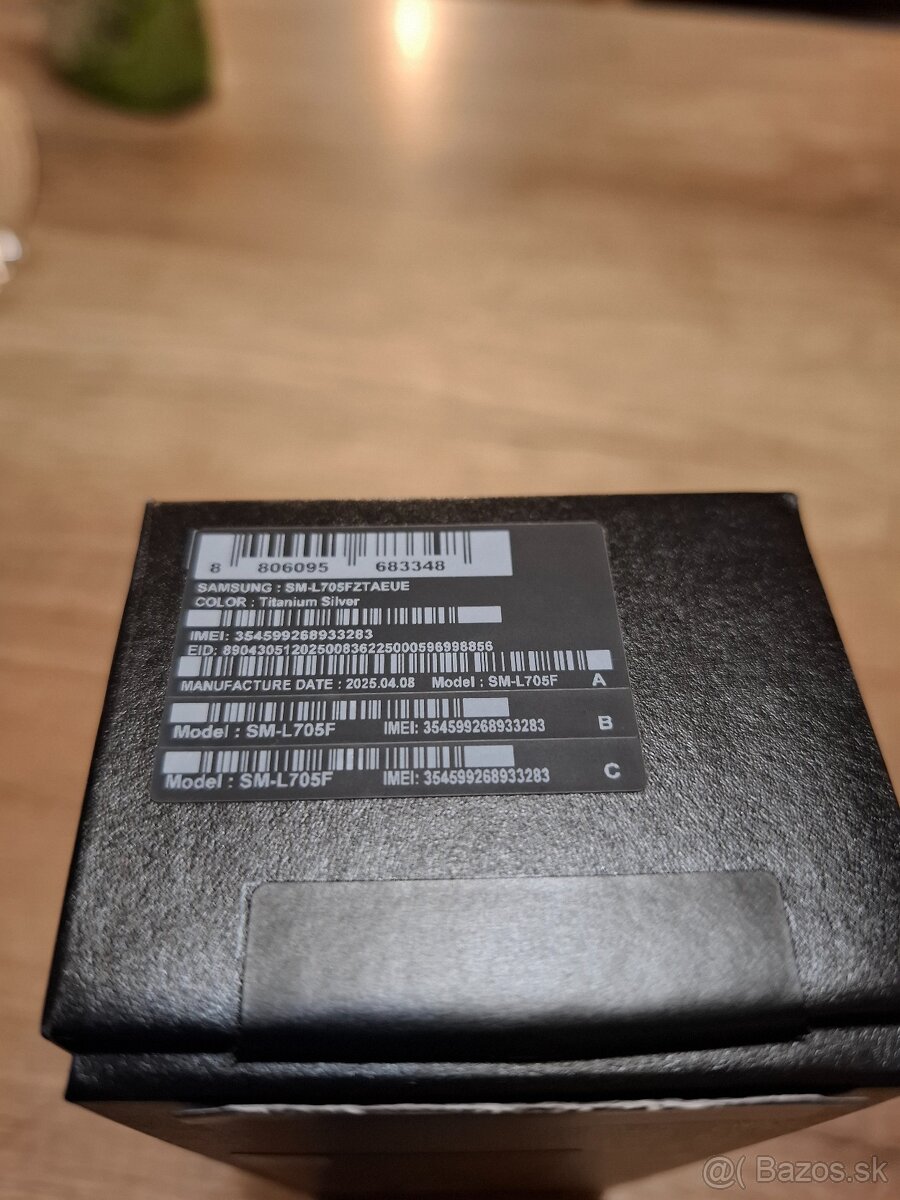 8 806095 683348
SAMSUNG : SM-L705FZTAEUE
COLOR : Titanium Silver
IMEI: 354599268933283
EID: 89043051202500836225000596998856
MANUFACTURE DATE : 2025.04.08 Model : SM-L705F A
Model : SM-L705F IMEI: 354599268933283 B
Model : SM-L705F IMEI: 354599268933283 C
@( Bazos.sk